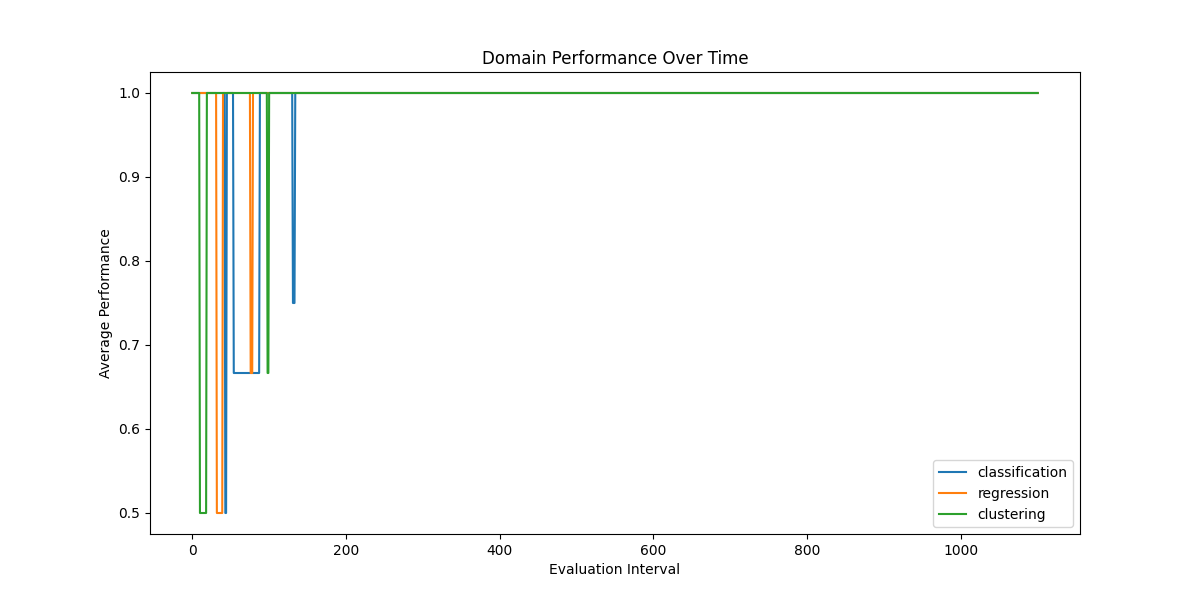 Domain Performance Over Time
Average Performance
1.0
0.9
0.8
0.7
0.6
0.5
0
200
400
600
800
1000
Evaluation Interval
classification
regression
clustering